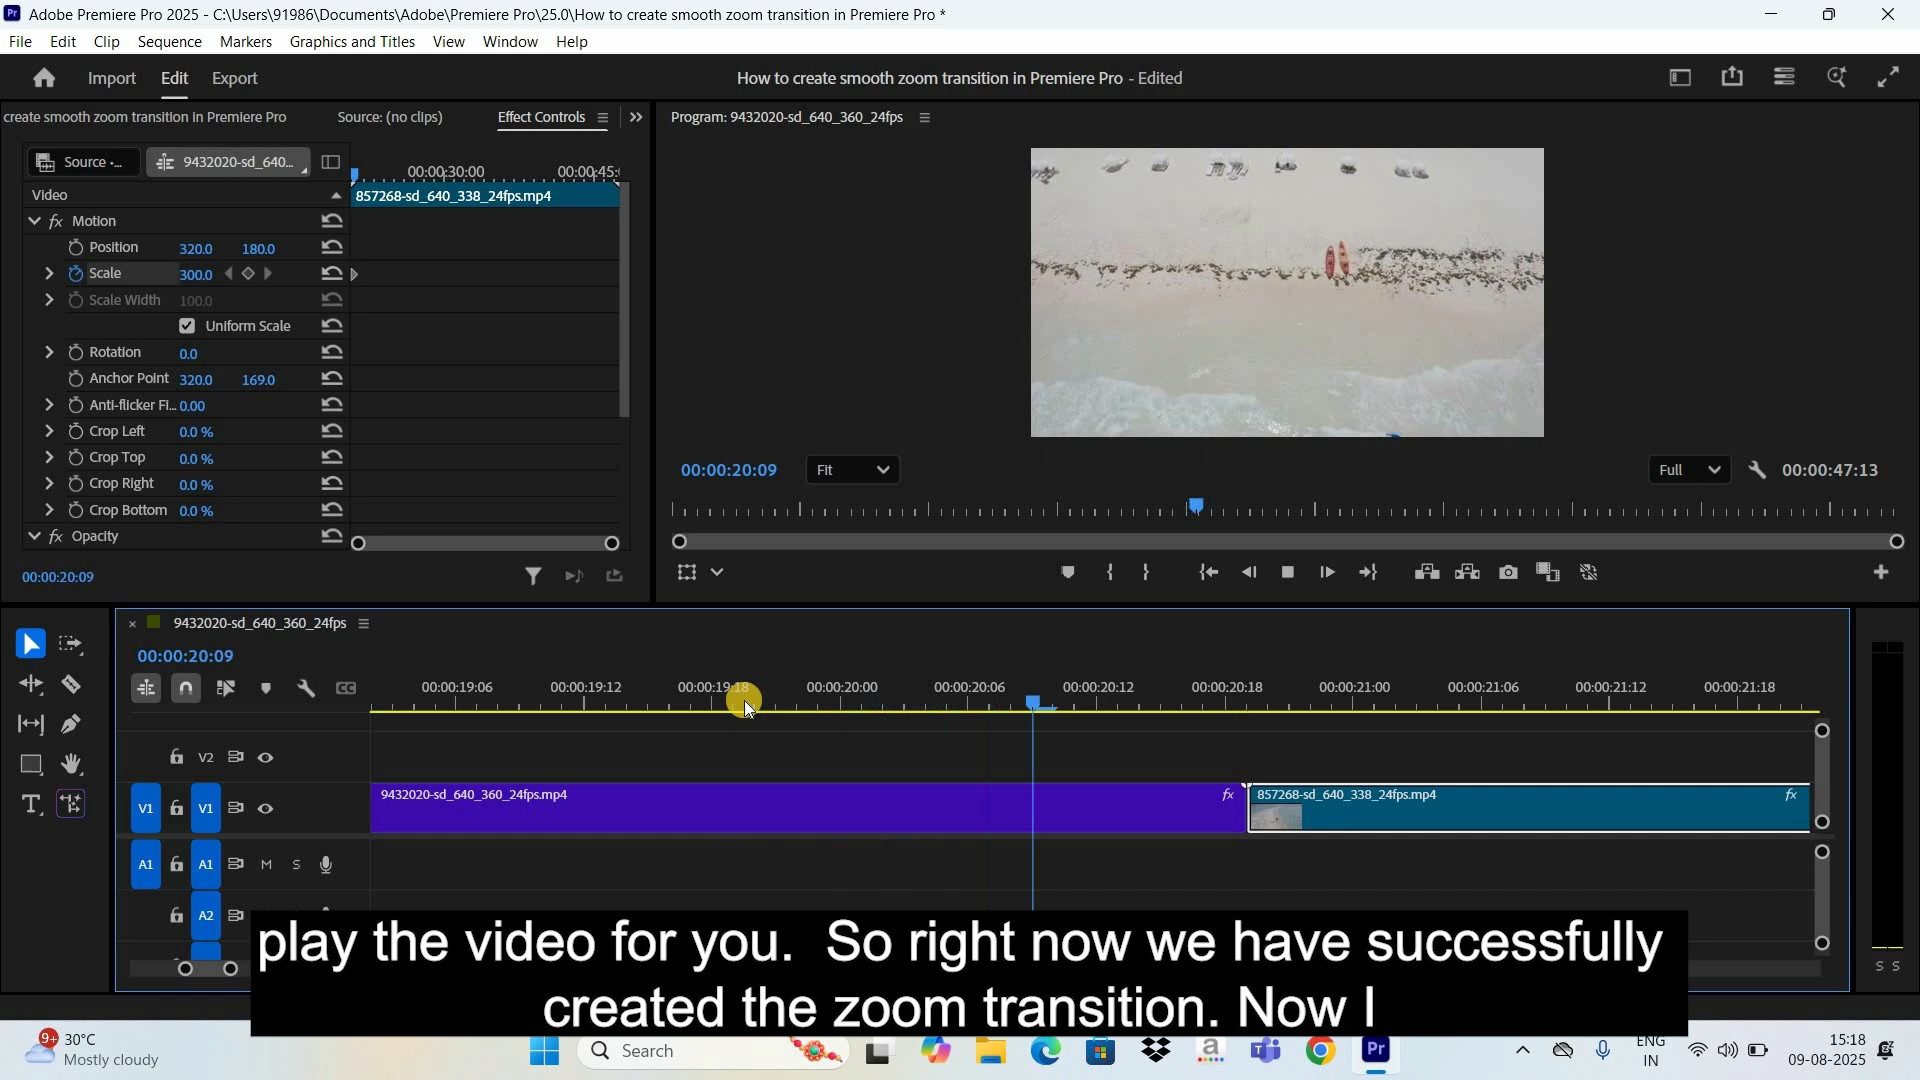 Adobe Premiere Pro 2025 - C:\Users\91986\Documents\Adobe\Premiere Pro\25.0\How to create smooth zoom transition in Premiere Pro *
File Edit Clip Sequence Markers Graphics and Titles View Window Help
Import Edit Export
How to create smooth zoom transition in Premiere Pro - Edited
create smooth zoom transition in Premiere Pro Source: (no clips) Effect Controls
Program: 9432020-sd_640_360_24fps
Source •... 9432020-sd_640... 00:00:30:00 00:00:45:
Video 857268-sd_640_338_24fps.mp4
fx Motion
Position 320.0 180.0
Scale 300.0
Scale Width 100.0
Uniform Scale
Rotation 0.0
Anchor Point 320.0 169.0
Anti-flicker Fi... 0.00
Crop Left 0.0 %
Crop Top 0.0 %
Crop Right 0.0 %
Crop Bottom 0.0 %
fx Opacity
00:00:20:09
00:00:20:09 Fit Full 00:00:47:13
9432020-sd_640_360_24fps
00:00:20:09
00:00:19:06 00:00:19:12 00:00:19:18 00:00:20:00 00:00:20:06 00:00:20:12 00:00:20:18 00:00:21:00 00:00:21:06 00:00:21:12 00:00:21:18
V2
V1 V1 9432020-sd_640_360_24fps.mp4 fx 857268-sd_640_338_24fps.mp4 fx
A1 A1 M S
A2
S S
play the video for you. So right now we have successfully
created the zoom transition. Now I
9+ 30°C
Mostly cloudy
Search
a
Pr
ENG
IN
15:18
09-08-2025